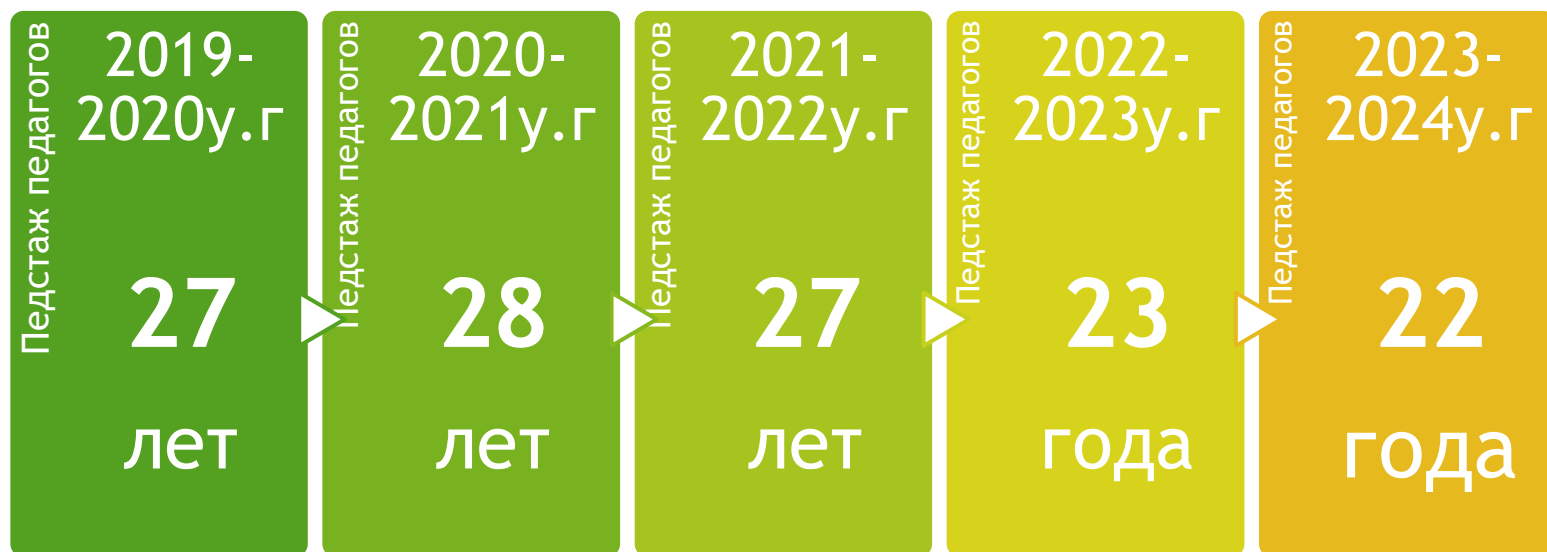 Педстаж педагогов
2019-
2020у.г
27
лет
Педстаж педагогов
2020-
2021у.г
28
лет
Педстаж педагогов
2021-
2022у.г
27
лет
Педстаж педагогов
2022-
2023у.г
23
года
Педстаж педагогов
2023-
2024у.г
22
года